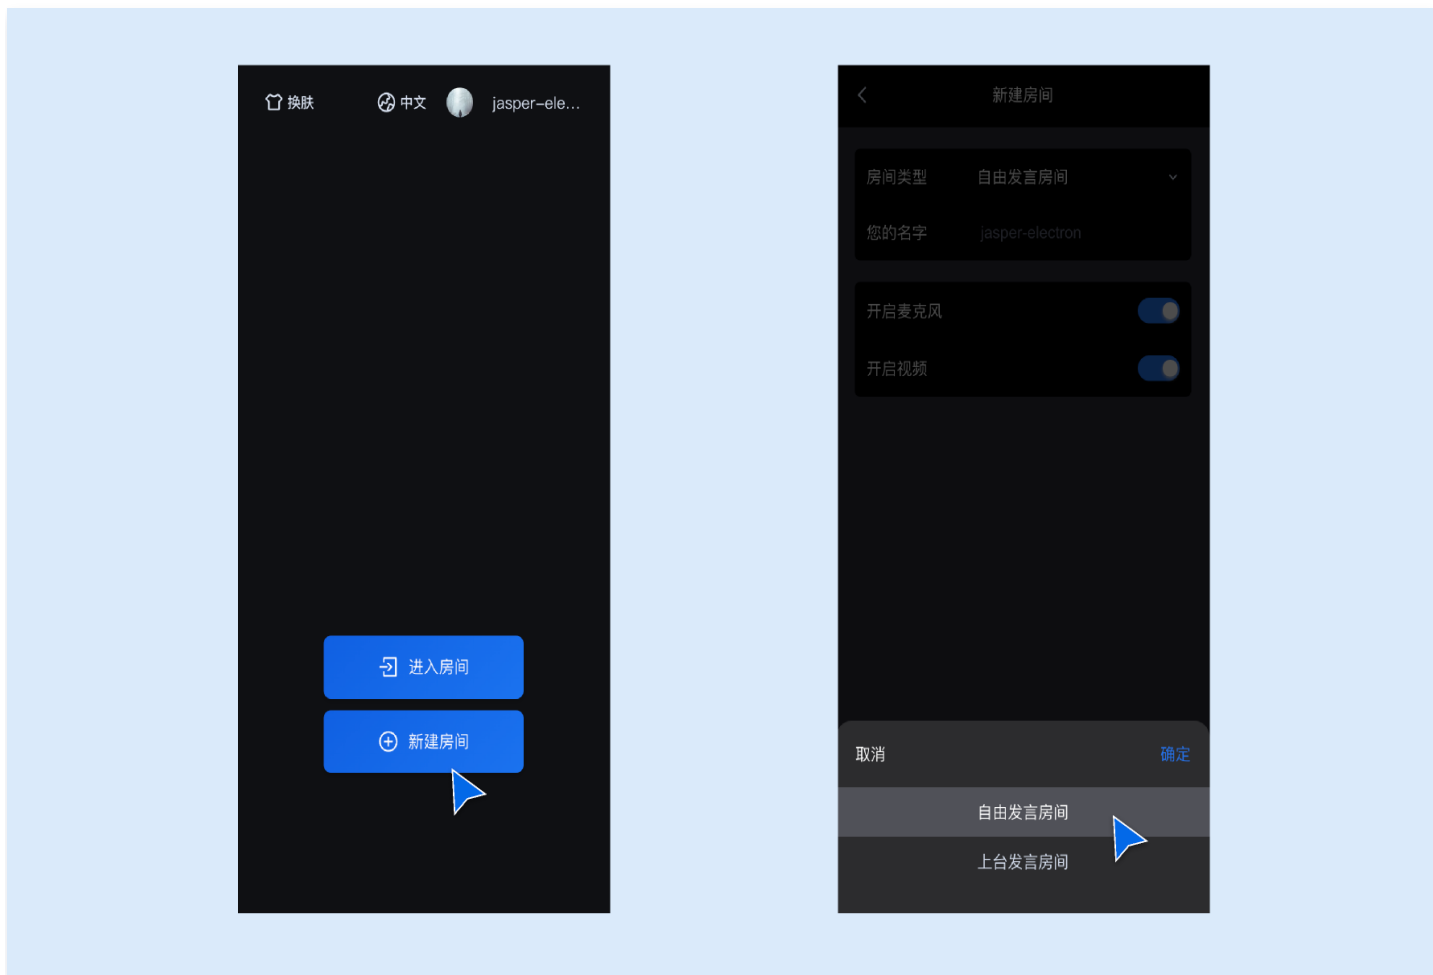 换肤 中文 jasper-ele...
进入房间
新建房间
新建房间
房间类型 自由发言房间
您的名字 jasper-electron
开启麦克风
开启视频
取消 确定
自由发言房间
上台发言房间